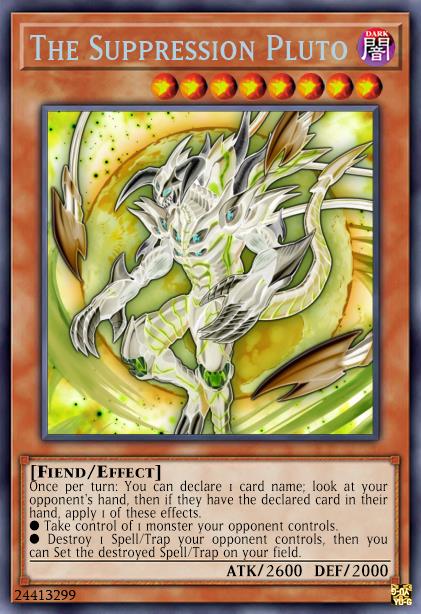 THE SUPPRESSION PLUTO
DARK
闇
[FIEND/EFFECT]
Once per turn: You can declare 1 card name; look at your
opponent's hand, then if they have the declared card in their
hand, apply 1 of these effects.
● Take control of 1 monster your opponent controls.
● Destroy 1 Spell/Trap your opponent controls, then you
can Set the destroyed Spell/Trap on your field.
ATK/2600 DEF/2000
24413299